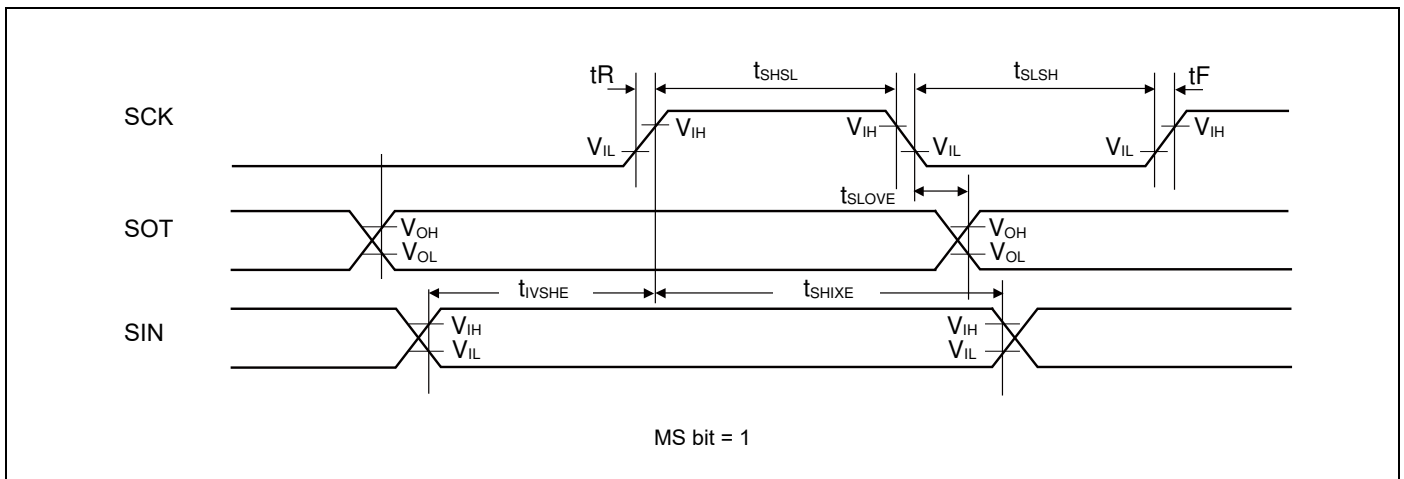 tR tSHSL tSLSH tF
SCK VIH VIH VIH
VIL VIL VIL
tSLOVE
SOT VOH VOH
VOL VOL
tIVSHE tSHIXE
SIN VIH VIH
VIL VIL
MS bit = 1